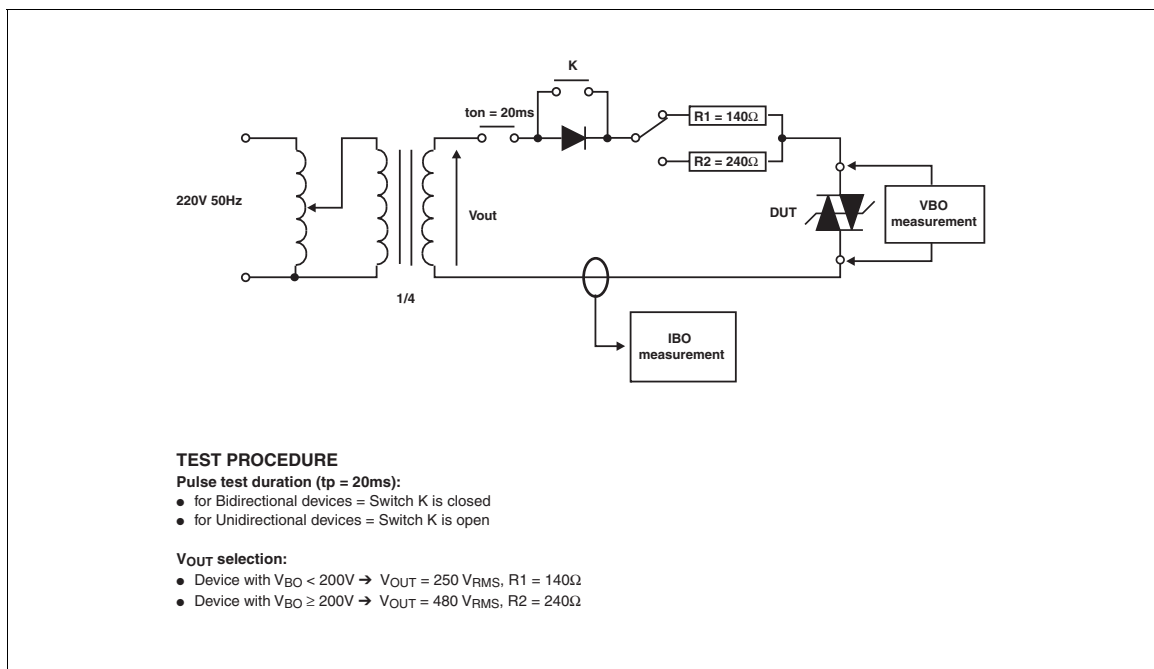 K
ton = 20ms
R1 = 140Ω
R2 = 240Ω
220V 50Hz
Vout
DUT
VBO
measurement
1/4
IBO
measurement
TEST PROCEDURE
Pulse test duration (tp = 20ms):
● for Bidirectional devices = Switch K is closed
● for Unidirectional devices = Switch K is open
VOUT selection:
● Device with VBO < 200V ➔ VOUT = 250 VRMS, R1 = 140Ω
● Device with VBO ≥ 200V ➔ VOUT = 480 VRMS, R2 = 240Ω